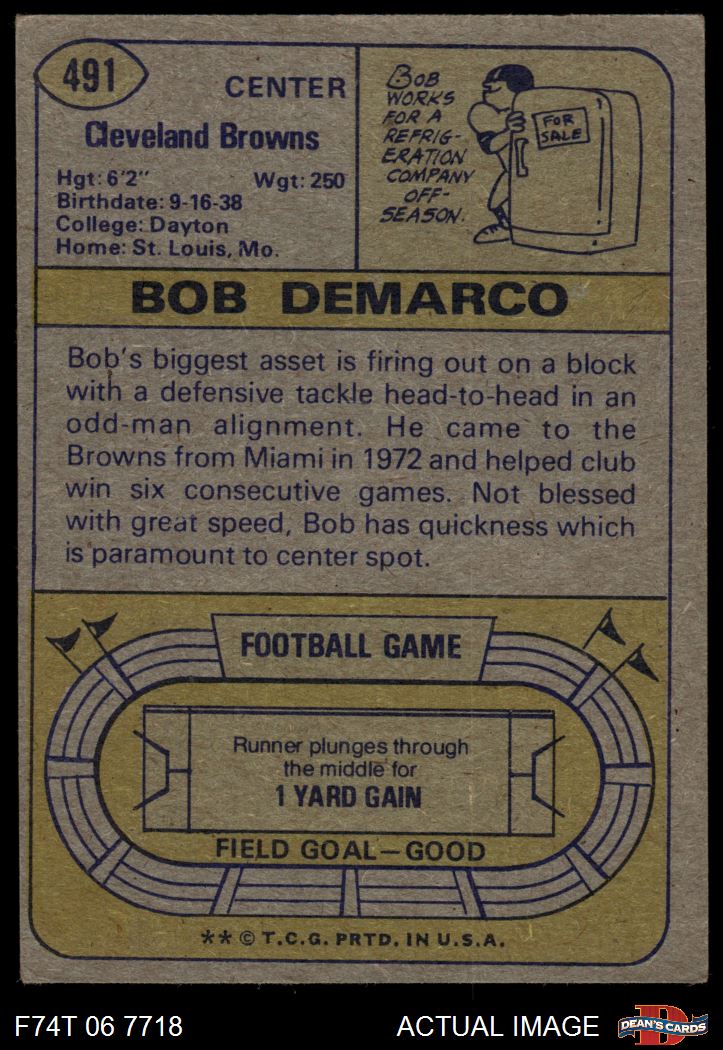 491
CENTER
Cleveland Browns
Hgt: 6'2" Wgt: 250
Birthdate: 9-16-38
College: Dayton
Home: St. Louis, Mo.
BOB
WORKS
FOR A
REFRIG-
ERATION
COMPANY
OFF-
SEASON.
FOR
SALE
BOB DEMARCO
Bob's biggest asset is firing out on a block
with a defensive tackle head-to-head in an
odd-man alignment. He came to the
Browns from Miami in 1972 and helped club
win six consecutive games. Not blessed
with great speed, Bob has quickness which
is paramount to center spot.
FOOTBALL GAME
Runner plunges through
the middle for
1 YARD GAIN
FIELD GOAL—GOOD
** © T.C.G. PRTD. IN U.S.A.
F74T 06 7718 ACTUAL IMAGE
D
DEAN'S CARDS